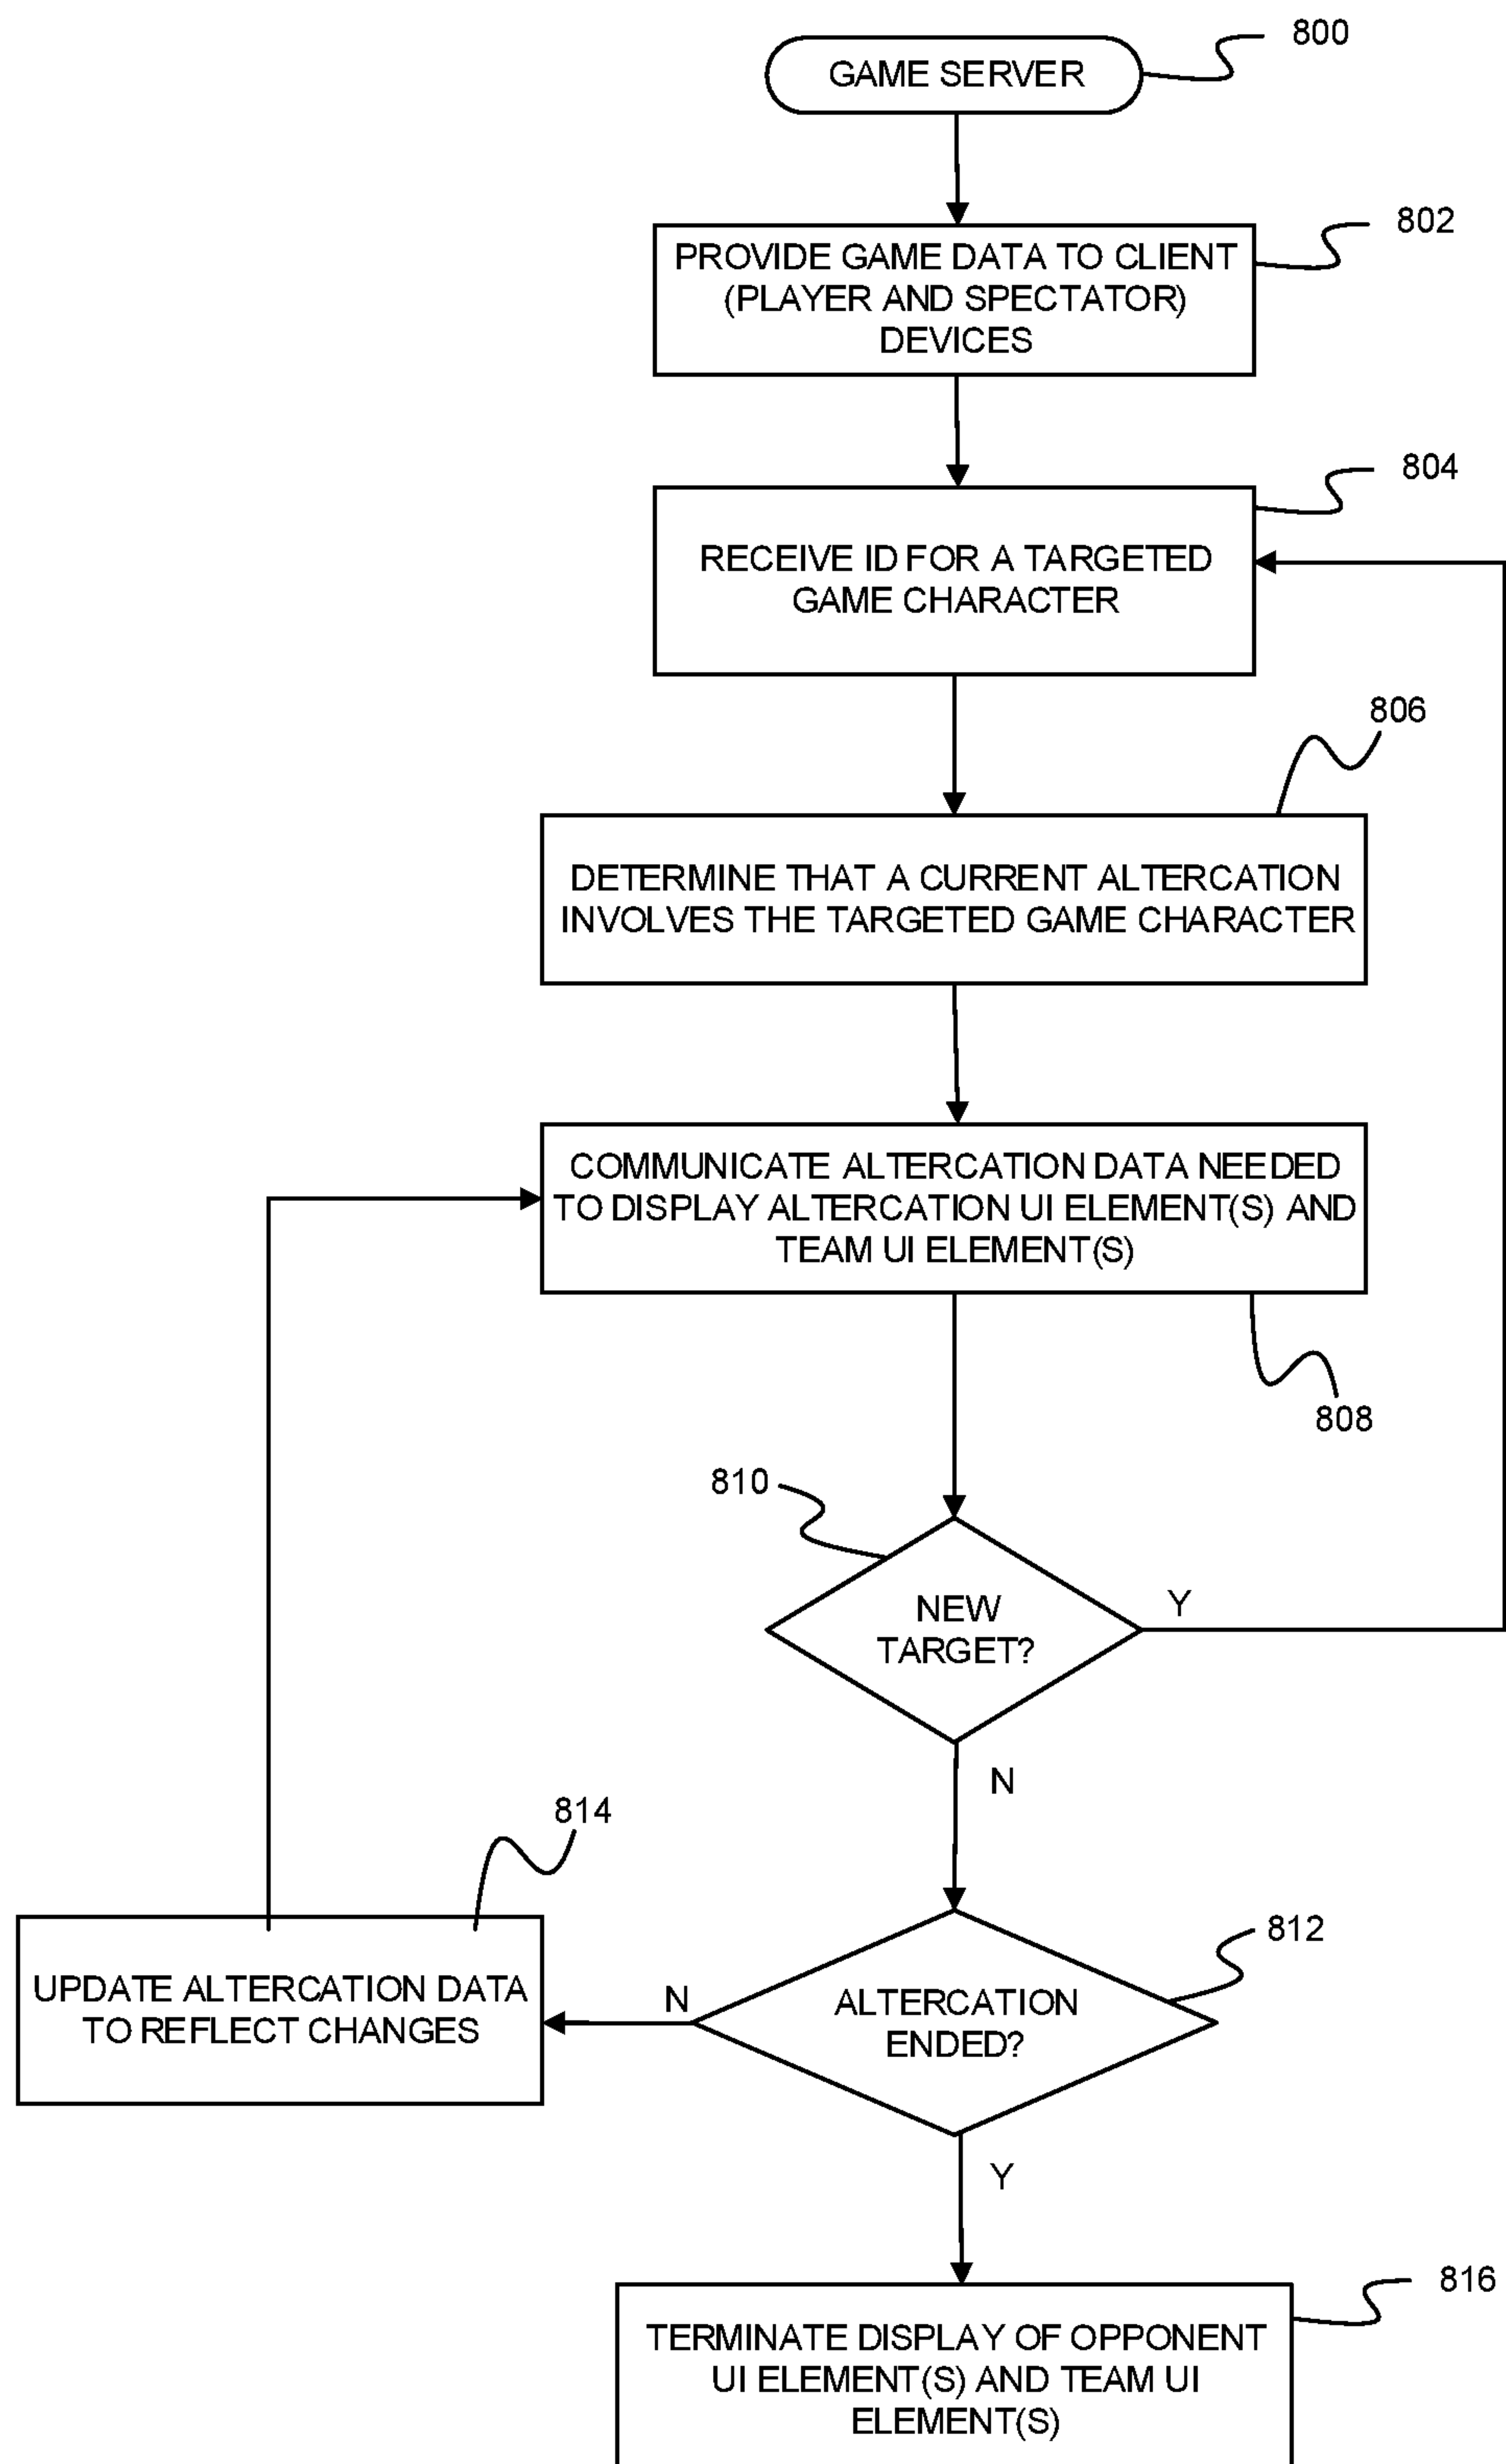 800
GAME SERVER
802
PROVIDE GAME DATA TO CLIENT
(PLAYER AND SPECTATOR)
DEVICES
804
RECEIVE ID FOR A TARGETED
GAME CHARACTER
806
DETERMINE THAT A CURRENT ALTERCATION
INVOLVES THE TARGETED GAME CHARACTER
COMMUNICATE ALTERCATION DATA NEEDED
TO DISPLAY ALTERCATION UI ELEMENT(S) AND
TEAM UI ELEMENT(S)
808
810
NEW
TARGET?
Y
N
814
812
UPDATE ALTERCATION DATA
TO REFLECT CHANGES
N
ALTERCATION
ENDED?
Y
816
TERMINATE DISPLAY OF OPPONENT
UI ELEMENT(S) AND TEAM UI
ELEMENT(S)